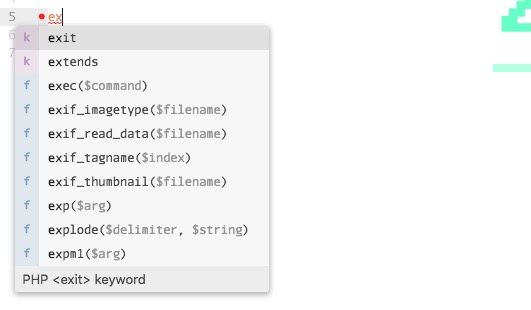 5 ex
6
7
k exit
k extends
f exec($command)
f exif_imagetype($filename)
f exif_read_data($filename)
f exif_tagname($index)
f exif_thumbnail($filename)
f exp($arg)
f explode($delimiter, $string)
f expm1($arg)
PHP <exit> keyword